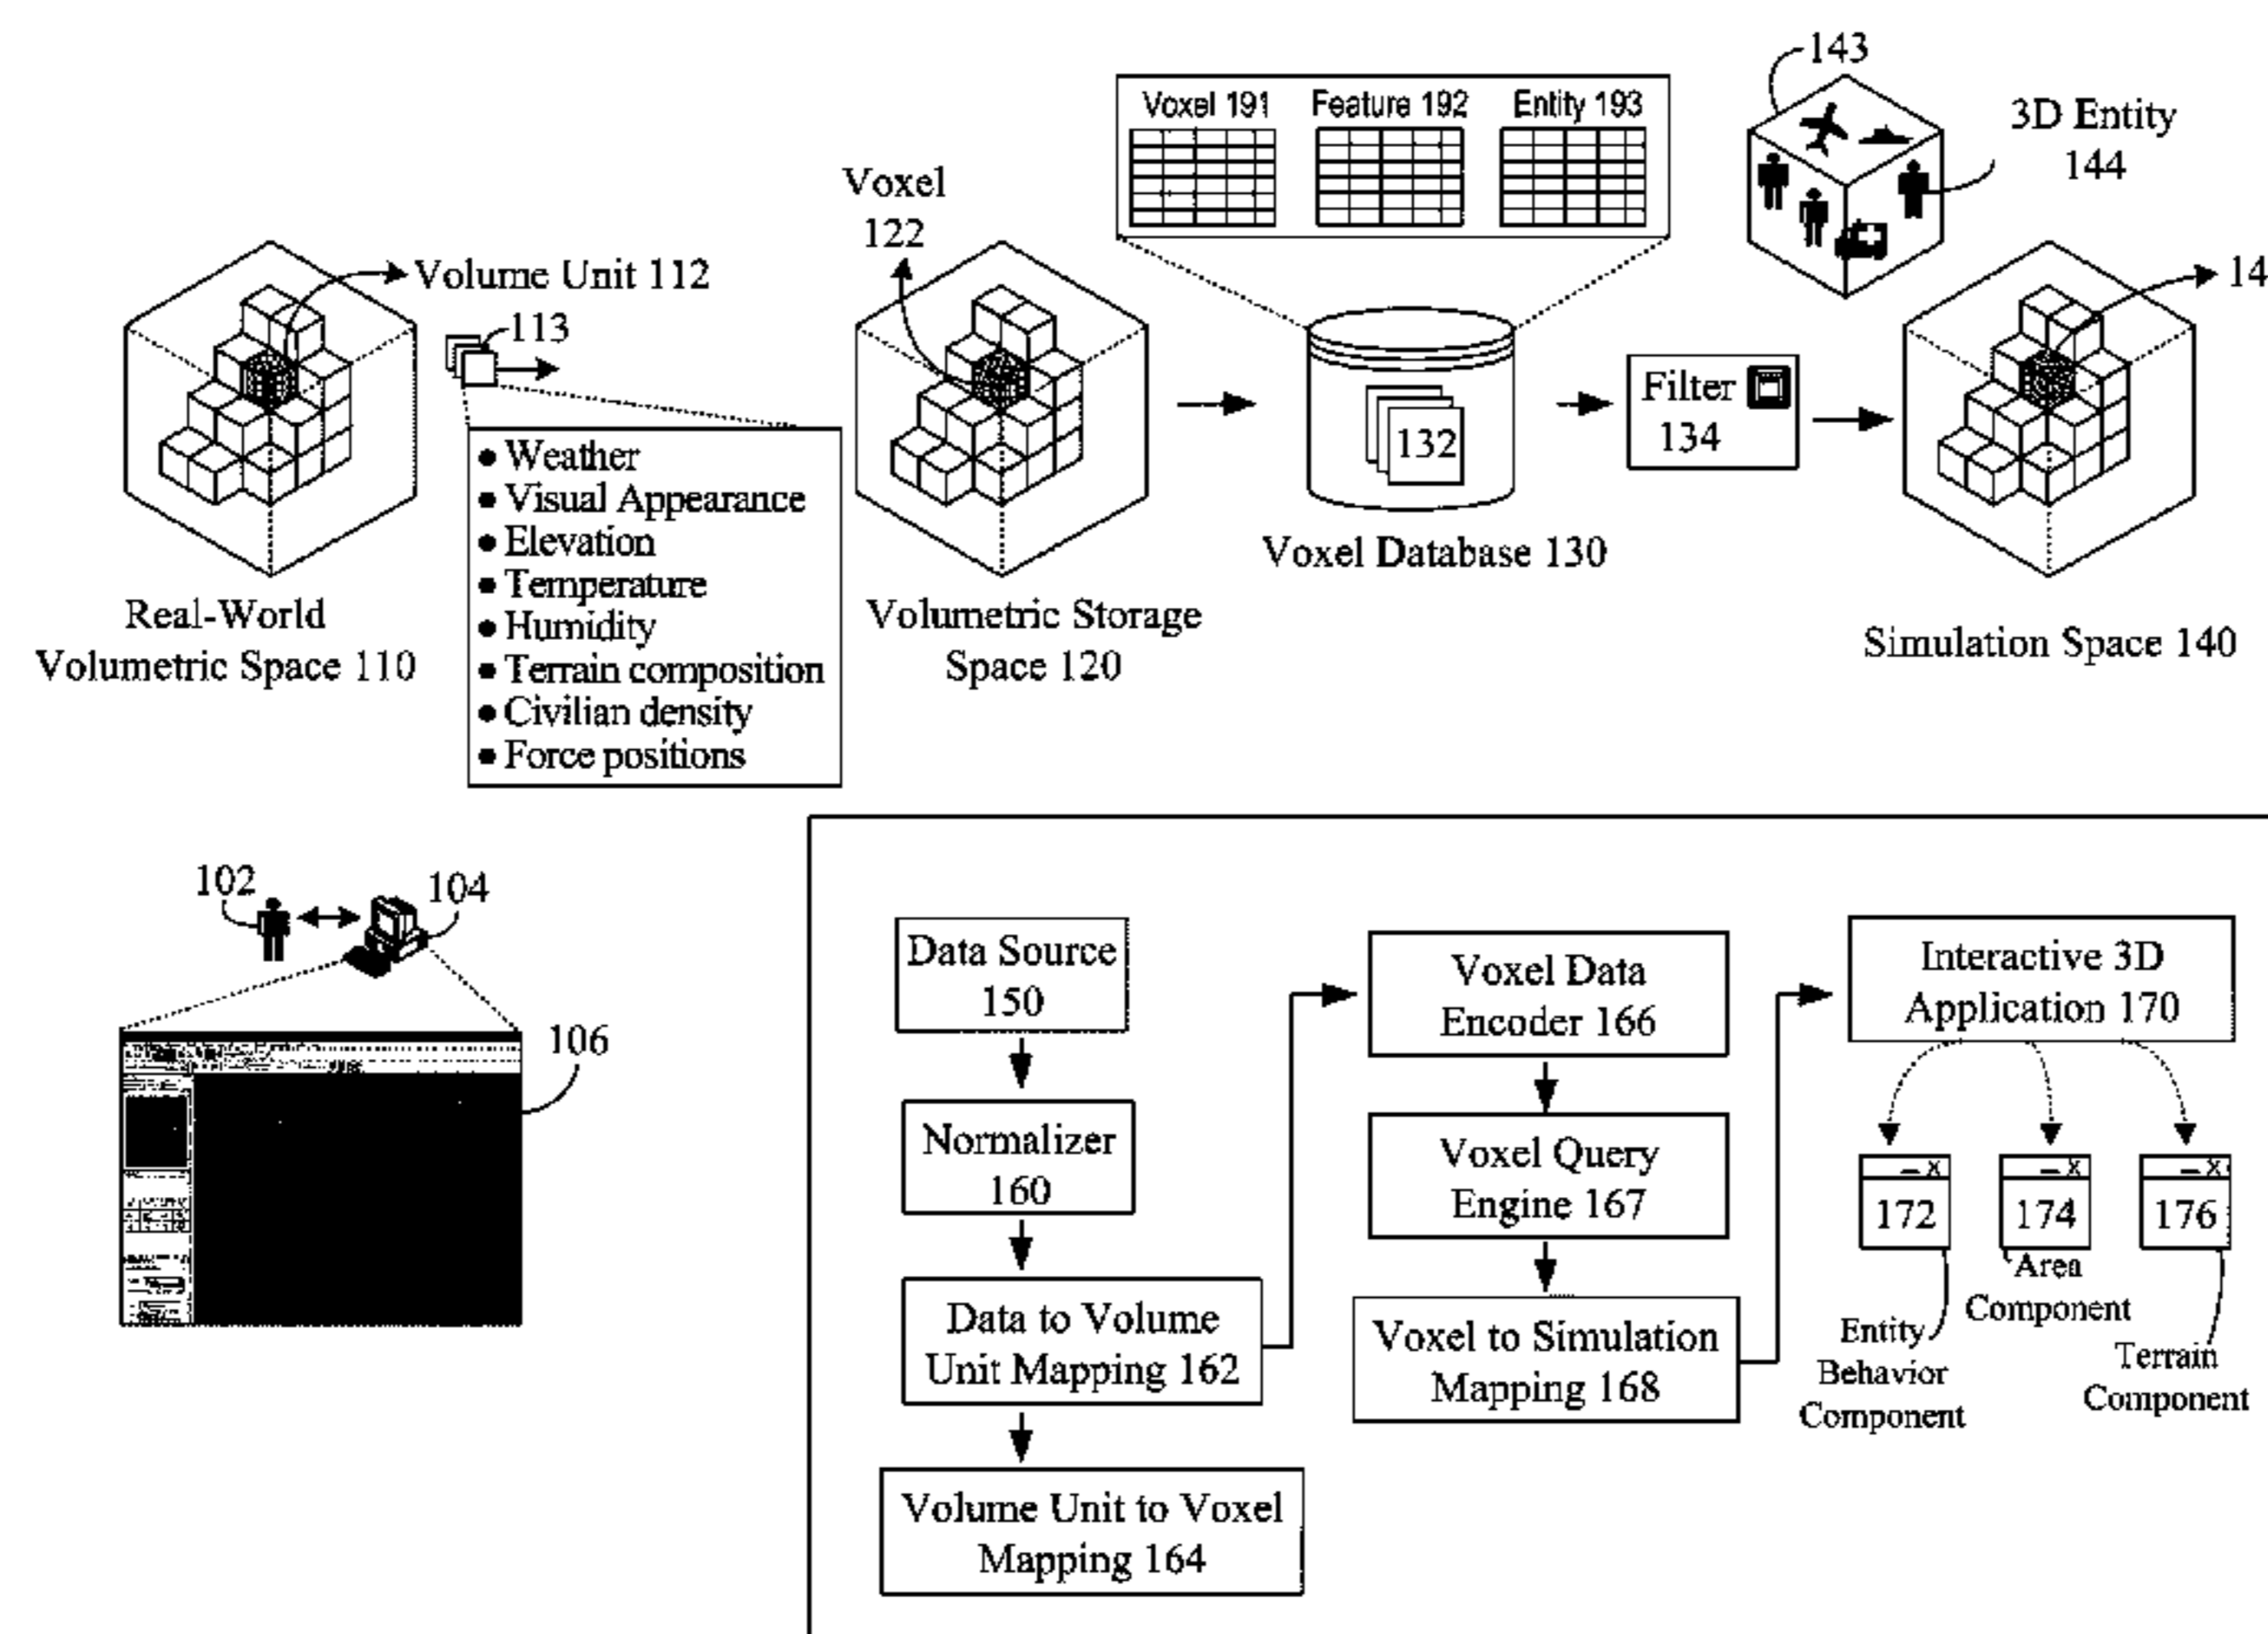 143
Voxel 191 Feature 192 Entity 193
3D Entity
144
Voxel
122
Volume Unit 112
113
14
Filter
134
132
● Weather
● Visual Appearance
● Elevation
● Temperature
● Humidity
● Terrain composition
● Civilian density
● Force positions
Voxel Database 130
Real-World
Volumetric Space 110
Volumetric Storage
Space 120
Simulation Space 140
102
104
106
Data Source
150
Normalizer
160
Data to Volume
Unit Mapping 162
Volume Unit to Voxel
Mapping 164
Voxel Data
Encoder 166
Voxel Query
Engine 167
Voxel to Simulation
Mapping 168
Interactive 3D
Application 170
172
174
176
Entity
Behavior
Component
Area
Component
Terrain
Component